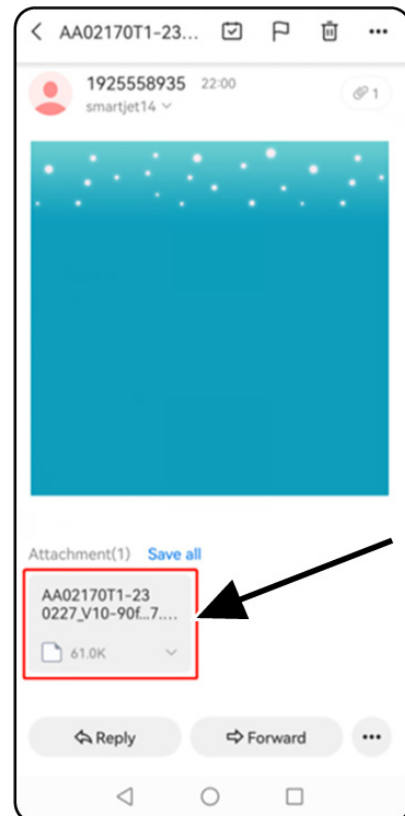 AA02170T1-23...
1925558935 22:00
smartjet14
1
Attachment(1) Save all
AA02170T1-23
0227_V10-90f...7....
61.0K
Reply Forward